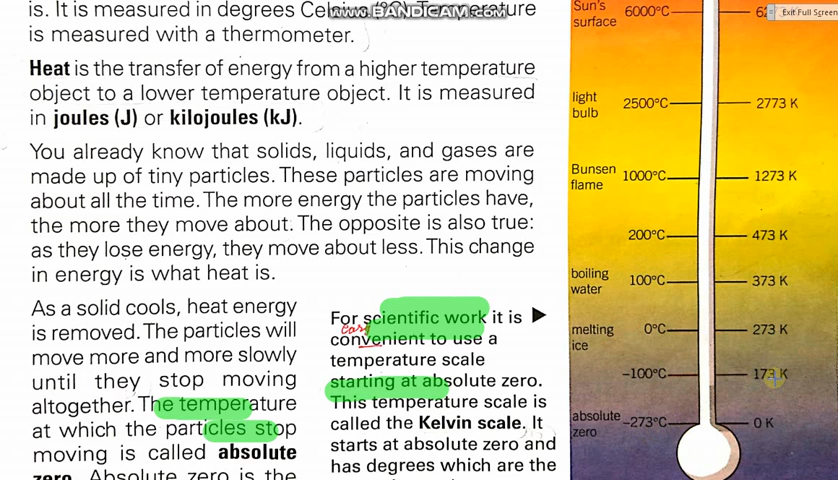 is. It is measured in degrees Celsius (°C). Temperature
is measured with a thermometer.
www.BANDICAM.com
Heat is the transfer of energy from a higher temperature
object to a lower temperature object. It is measured
in joules (J) or kilojoules (kJ).
You already know that solids, liquids, and gases are
made up of tiny particles. These particles are moving
about all the time. The more energy the particles have,
the more they move about. The opposite is also true:
as they lose energy, they move about less. This change
in energy is what heat is.
As a solid cools, heat energy
is removed. The particles will
move more and more slowly
until they stop moving
altogether. The temperature
at which the particles stop
moving is called absolute
zero. Absolute zero is the
For scientific work it is ▶
easy
convenient to use a
temperature scale
starting at absolute zero.
This temperature scale is
called the Kelvin scale. It
starts at absolute zero and
has degrees which are the
Exit Full Screen
Sun's
surface 6000°C
light
bulb 2500°C 2773 K
Bunsen
flame 1000°C 1273 K
200°C 473 K
boiling
water 100°C 373 K
melting
ice 0°C 273 K
-100°C 173 K
absolute
zero -273°C 0 K